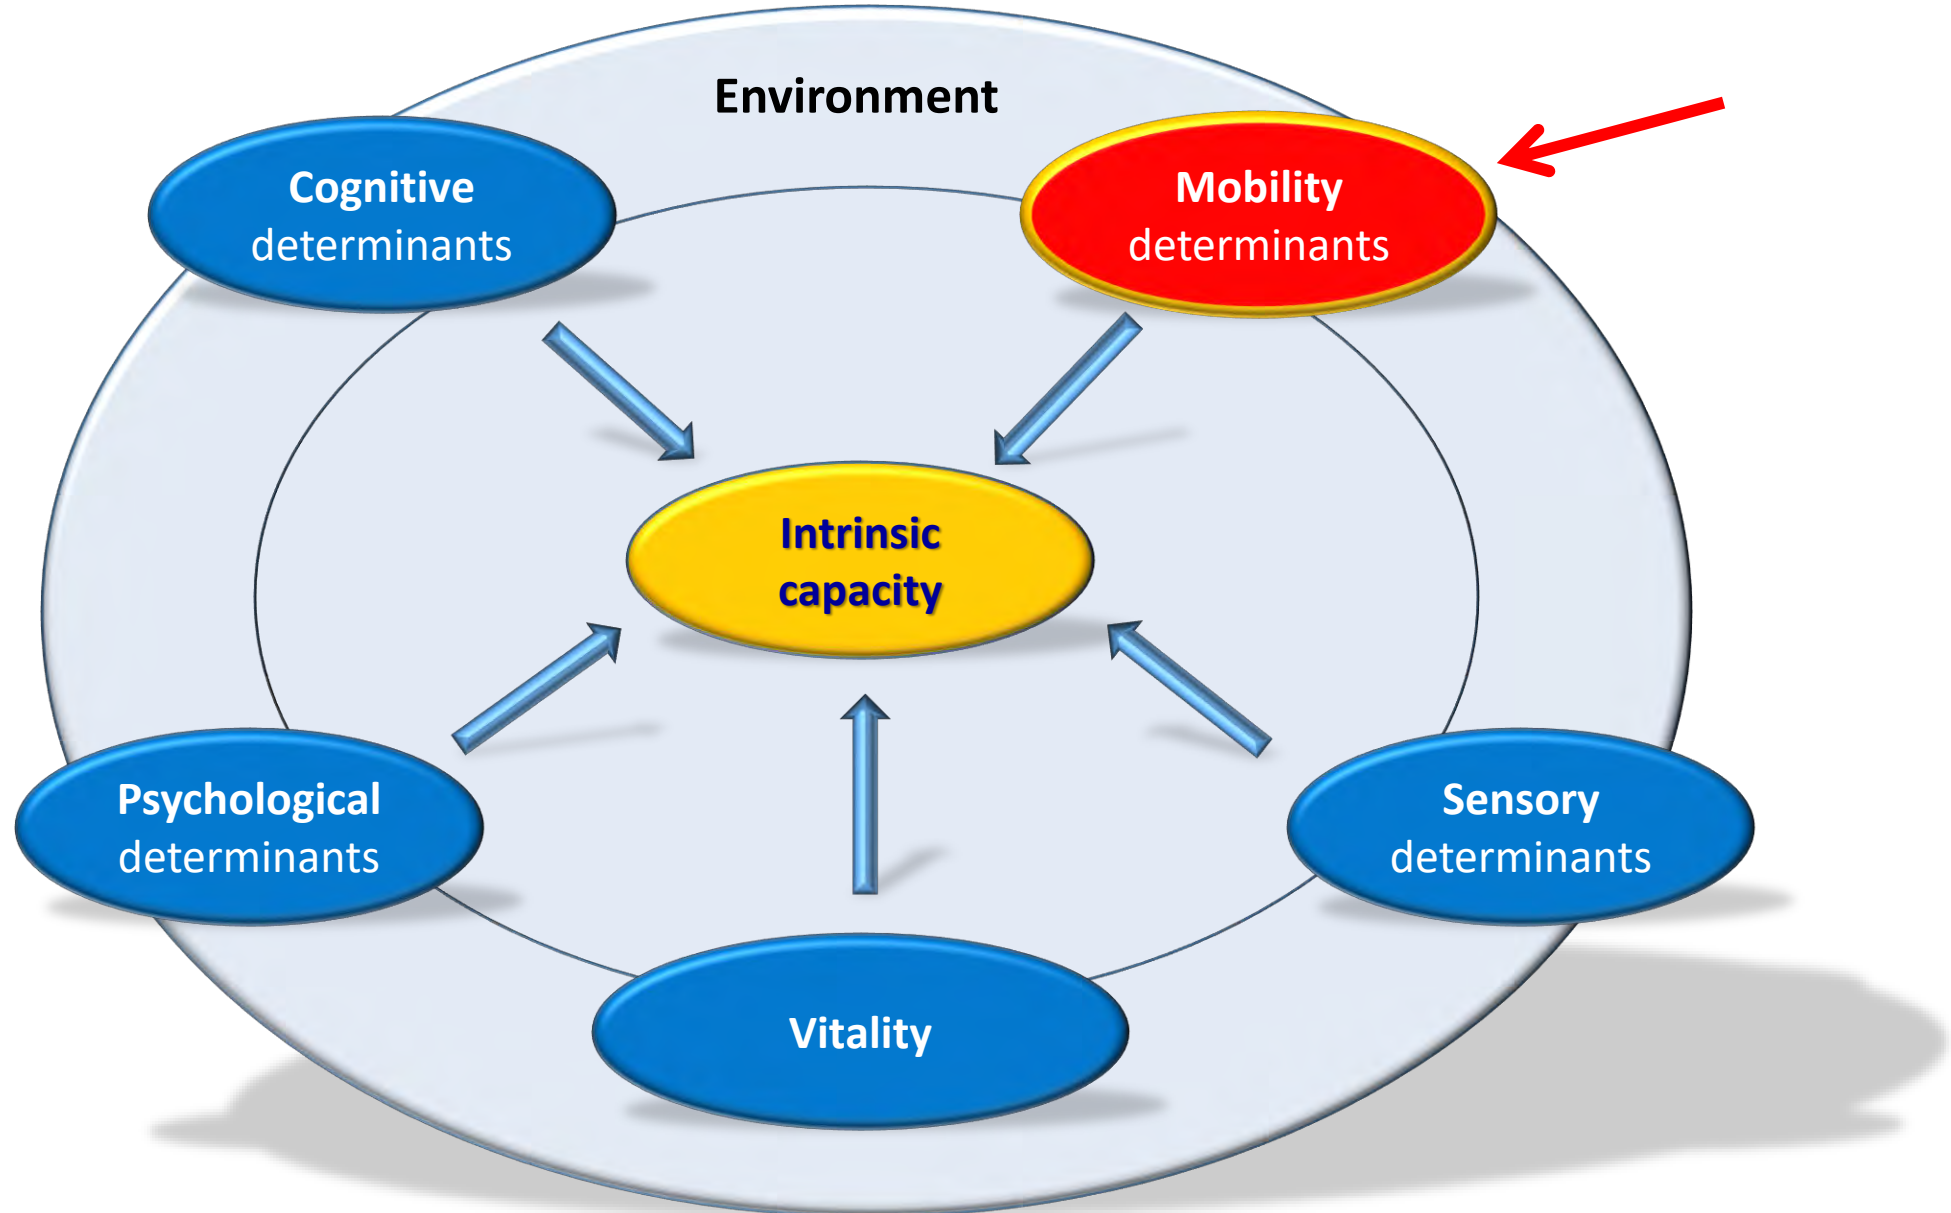 Environment
Cognitive
determinants
Mobility
determinants
Intrinsic
capacity
Psychological
determinants
Sensory
determinants
Vitality